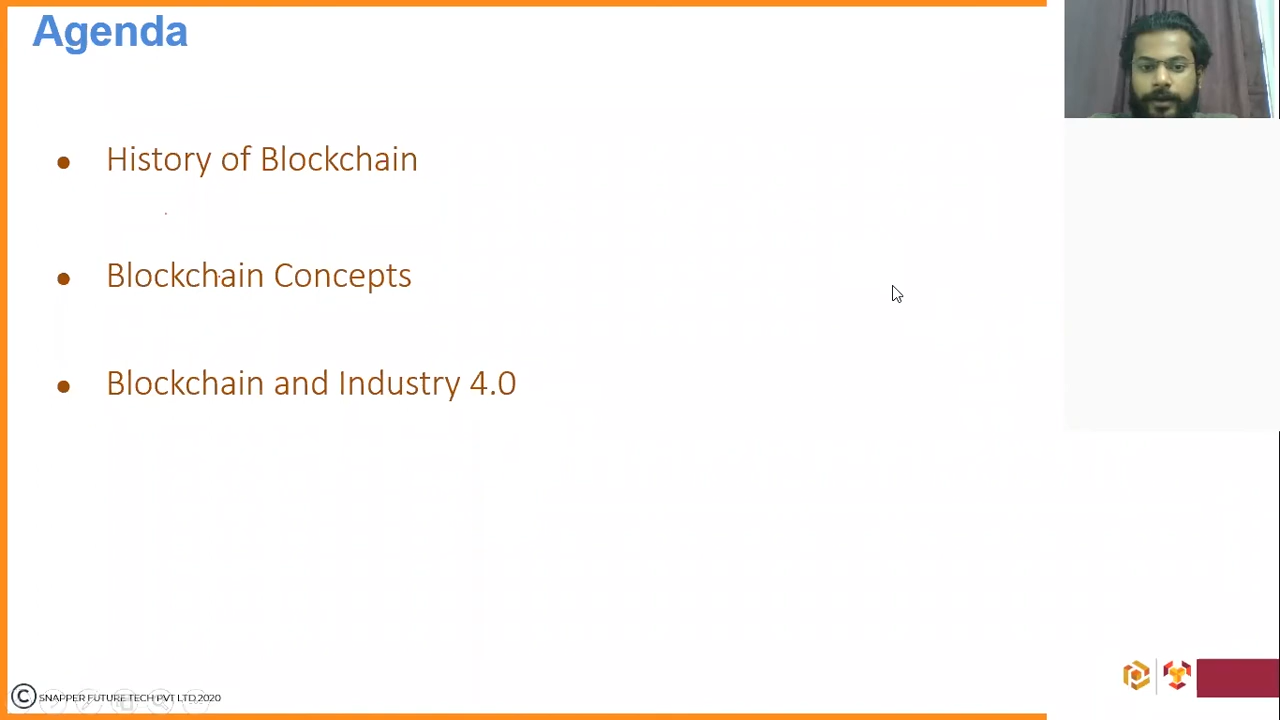 Agenda
● History of Blockchain
● Blockchain Concepts
● Blockchain and Industry 4.0
© SNAPPER FUTURE TECH PVT LTD.2020